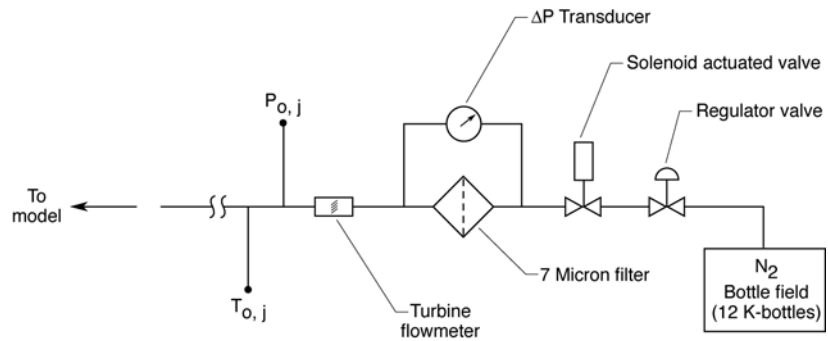 ΔP Transducer
Solenoid actuated valve
Regulator valve
Po, j
To
model
To, j
Turbine
flowmeter
7 Micron filter
N2
Bottle field
(12 K-bottles)